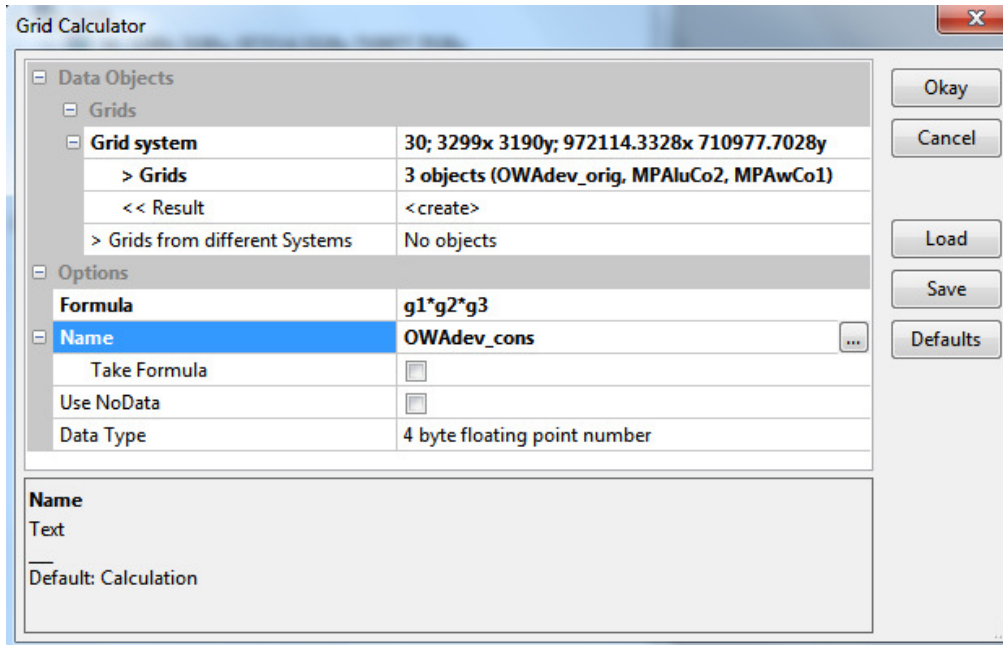 Grid Calculator
Data Objects
Grids
Grid system 30; 3299x 3190y; 972114.3328x 710977.7028y
> Grids 3 objects (OWAdev_orig, MPAluCo2, MPAwCo1)
<< Result <create>
> Grids from different Systems No objects
Options
Formula g1*g2*g3
Name OWAdev_cons ...
Take Formula
Use NoData
Data Type 4 byte floating point number
Okay
Cancel
Load
Save
Defaults
Name
Text
__
Default: Calculation